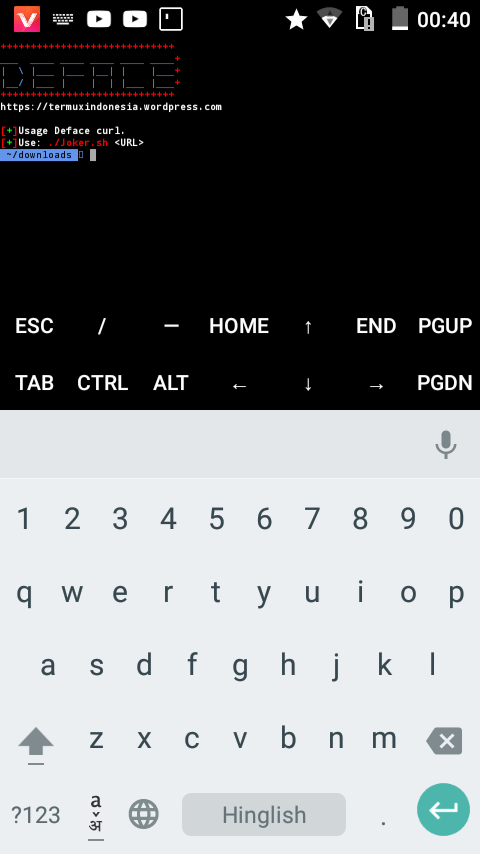 00:40
DEFACE
https://termuxindonesia.wordpress.com
[+]Usage Deface curl.
[+]Use: ./Joker.sh <URL>
~/downloads
ESC / — HOME ↑ END PGUP
TAB CTRL ALT ← ↓ → PGDN
1 2 3 4 5 6 7 8 9 0
q w e r t y u i o p
a s d f g h j k l
z x c v b n m
?123 a अ Hinglish .